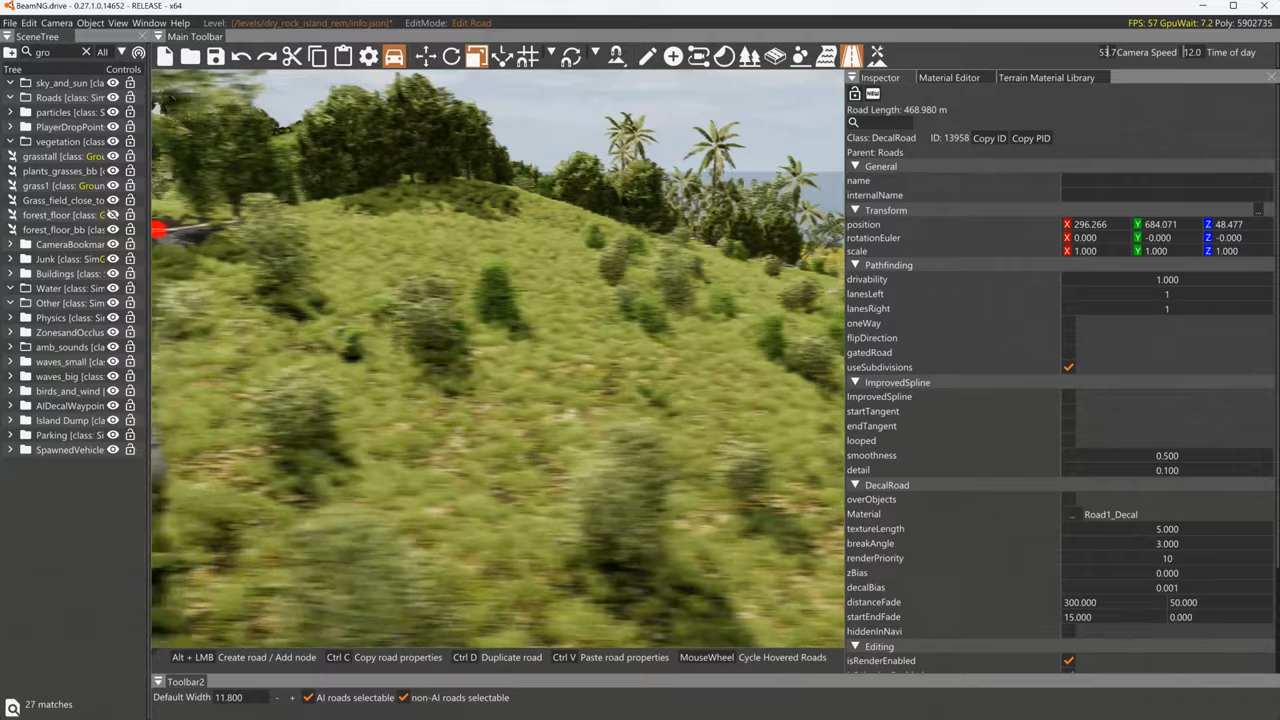 BeamNG.drive - 0.27.1.0.14652 - RELEASE - x64
File Edit Camera Object View Window Help Level: [/levels/dry_rock_island_rem/info.json]* EditMode: Edit Road FPS: 57 GpuWait: 7.2 Poly: 5902735
SceneTree Main Toolbar
gro All
Camera Speed 12.0 Time of day
Tree Controls
sky_and_sun [cla
Roads [class: Sim
particles [class: S
PlayerDropPoint
vegetation [class:
grasstall [class: Grou
plants_grasses_bb [
grass1 [class: Groun
Grass_field_close_to
forest_floor [class: G
forest_floor_bb [clas
CameraBookmar
Junk [class: SimG
Buildings [class:
Water [class: Sim
Other [class: Sim
Physics [class: Sim
ZonesandOcclus
amb_sounds [clas
waves_small [clas
waves_big [class:
birds_and_wind [
AIDecalWaypoin
Island Dump [cla
Parking [class: Si
SpawnedVehicle
27 matches
Inspector Material Editor Terrain Material Library
NEW
Road Length: 468.980 m
Class: DecalRoad ID: 13958 Copy ID Copy PID
Parent: Roads
General
name
internalName
Transform ...
position X 296.266 Y 684.071 Z 48.477
rotationEuler X 0.000 Y -0.000 Z -0.000
scale X 1.000 Y 1.000 Z 1.000
Pathfinding
drivability 1.000
lanesLeft 1
lanesRight 1
oneWay
flipDirection
gatedRoad
useSubdivisions
ImprovedSpline
ImprovedSpline
startTangent
endTangent
looped
smoothness 0.500
detail 0.100
DecalRoad
overObjects
Material ... Road1_Decal
textureLength 5.000
breakAngle 3.000
renderPriority 10
zBias 0.000
decalBias 0.001
distanceFade 300.000 50.000
startEndFade 15.000 0.000
hiddenInNavi
Editing
isRenderEnabled
Alt + LMB Create road / Add node Ctrl C Copy road properties Ctrl D Duplicate road Ctrl V Paste road properties MouseWheel Cycle Hovered Roads
Toolbar2
Default Width 11.800 - + AI roads selectable non-AI roads selectable